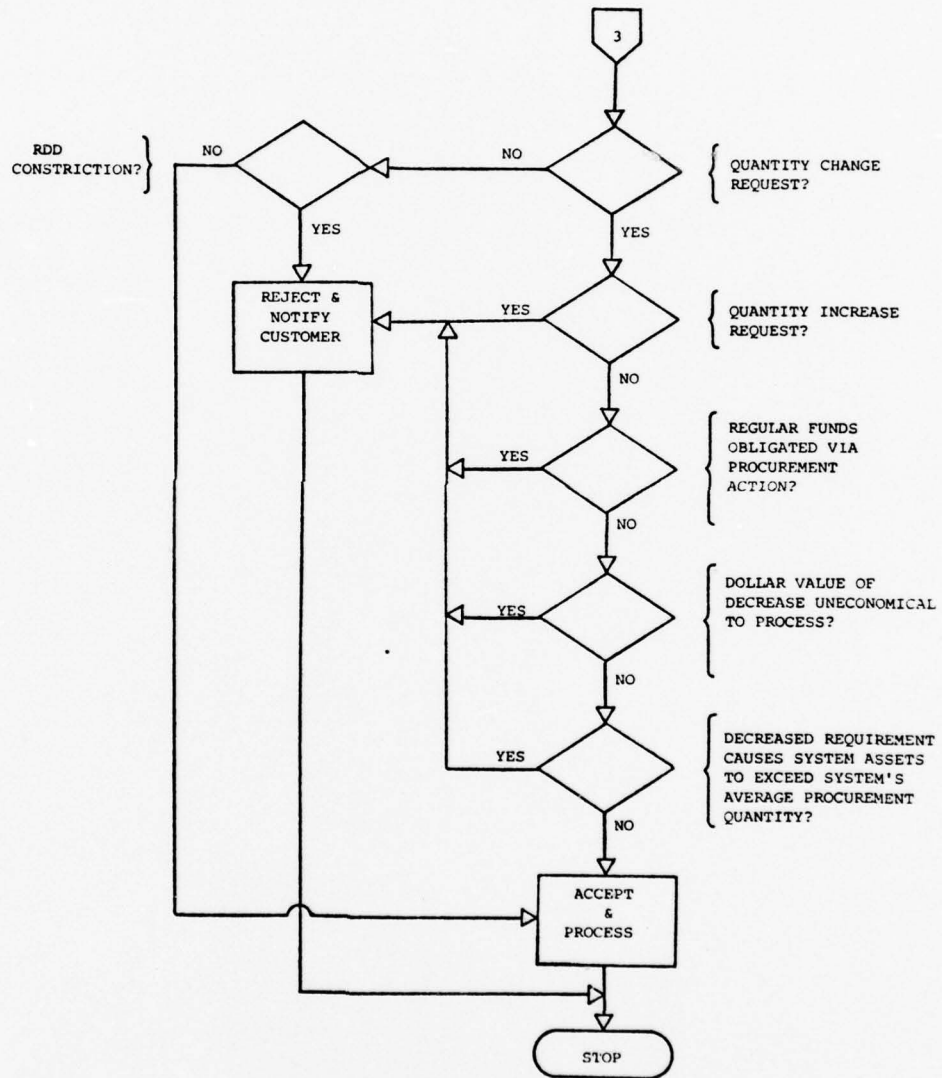 3
RDD
CONSTRICTION?
NO
NO
QUANTITY CHANGE
REQUEST?
YES
YES
REJECT &
NOTIFY
CUSTOMER
YES
QUANTITY INCREASE
REQUEST?
NO
YES
REGULAR FUNDS
OBLIGATED VIA
PROCUREMENT
ACTION?
NO
YES
DOLLAR VALUE OF
DECREASE UNECONOMICAL
TO PROCESS?
NO
YES
DECREASED REQUIREMENT
CAUSES SYSTEM ASSETS
TO EXCEED SYSTEM'S
AVERAGE PROCUREMENT
QUANTITY?
NO
ACCEPT
&
PROCESS
STOP